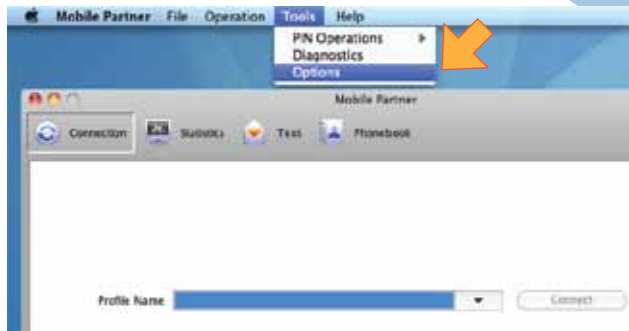 Mobile Partner File Operation Tools Help
PIN Operations
Diagnostics
Options
Mobile Partner
Connection Statistics Text Phonebook
Profile Name Connect